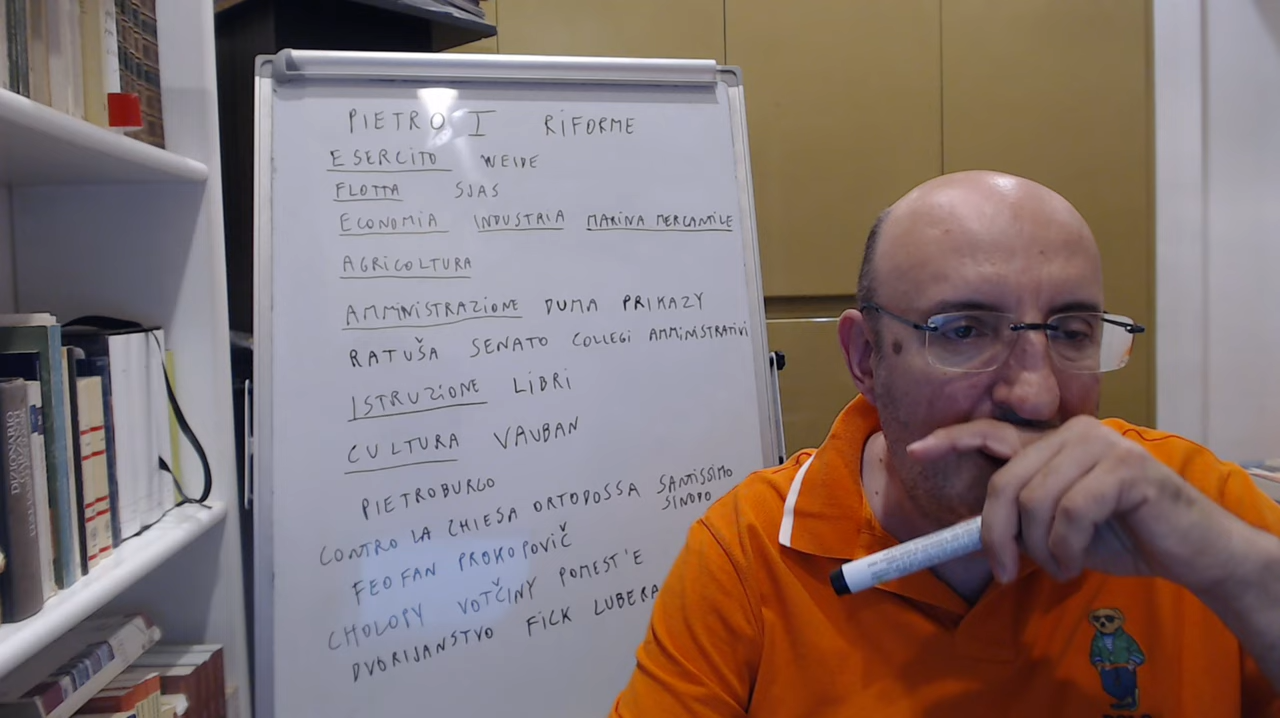 PIETRO I RIFORME
ESERCITO WEIDE
FLOTTA SJAS
ECONOMIA INDUSTRIA MARINA MERCANTILE
AGRICOLTURA
AMMINISTRAZIONE DUMA PRIKAZY
RATUŠA SENATO COLLEGI AMMINISTRATIVI
ISTRUZIONE LIBRI
CULTURA VAUBAN
PIETROBURGO
CONTRO LA CHIESA ORTODOSSA SANTISSIMO SINODO
FEOFAN PROKOPOVIČ
CHOLOPY VOTČINY POMEST'E
DVORIJANSTVO FICK LUBERA
DIZIONARIO